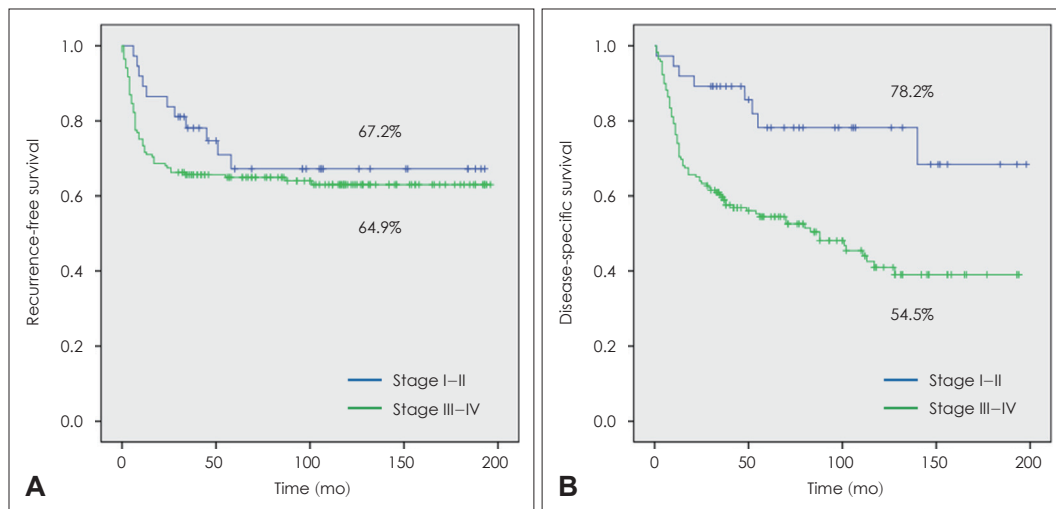 1.0
0.8
0.6
0.4
0.2
0.0
Recurrence-free survival
67.2%
64.9%
Stage I–II
Stage III–IV
0 50 100 150 200
Time (mo)
A
1.0
0.8
0.6
0.4
0.2
0.0
Disease-specific survival
78.2%
54.5%
Stage I–II
Stage III–IV
0 50 100 150 200
Time (mo)
B